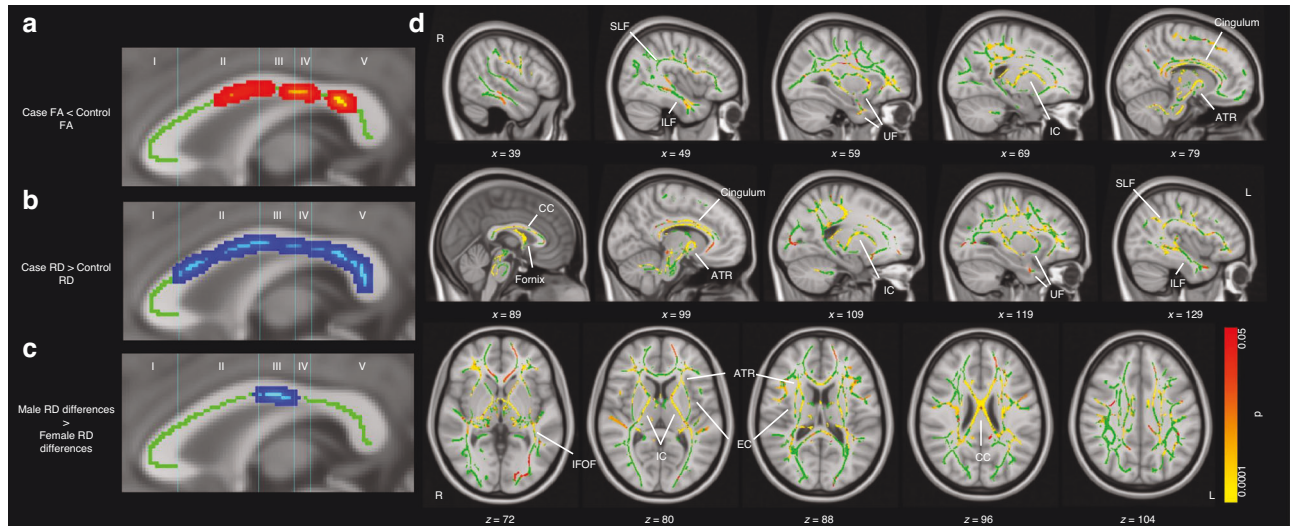 a
I II III IV V
Case FA < Control
FA
b
I II III IV V
Case RD > Control
RD
c
I II III IV V
Male RD differences
>
Female RD
differences
d
R
SLF
Cingulum
ILF
UF
IC
ATR
x = 39 x = 49 x = 59 x = 69 x = 79
CC
Cingulum
SLF
L
Fornix
ATR
IC
UF
ILF
x = 89 x = 99 x = 109 x = 119 x = 129
ATR
IFOF
IC
EC
CC
R
L
z = 72 z = 80 z = 88 z = 96 z = 104
0.05
p
0.0001